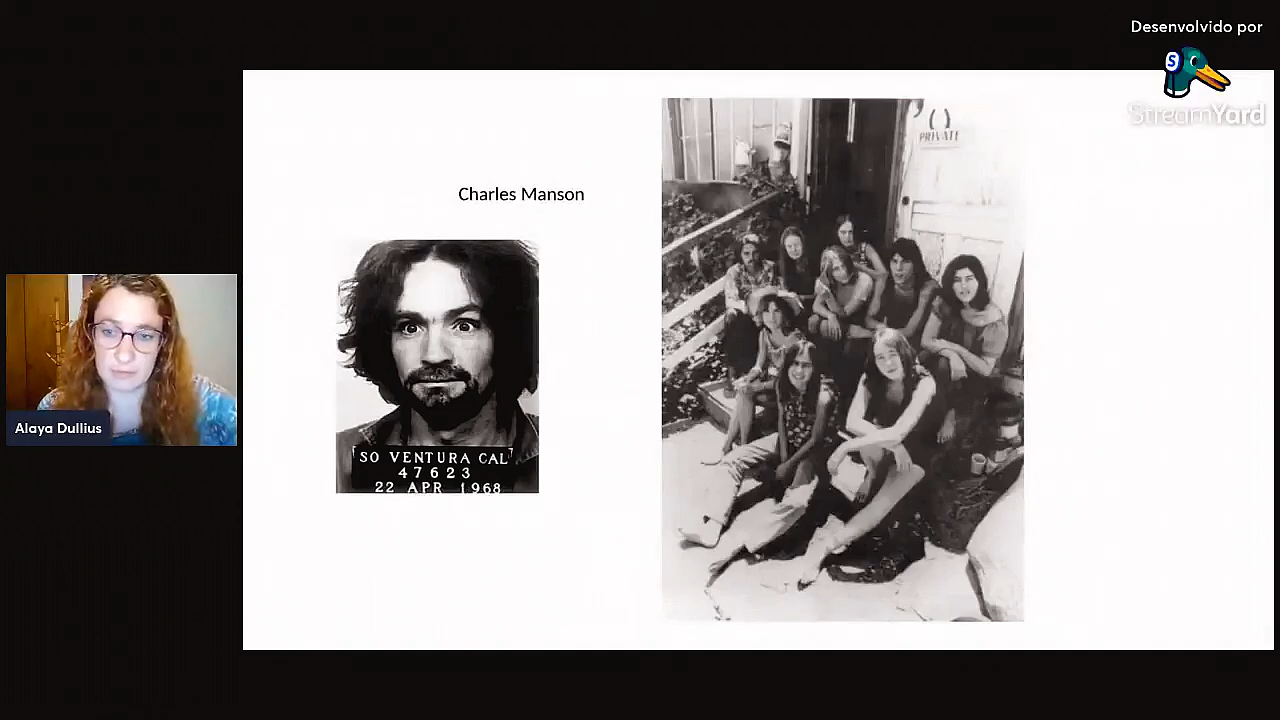 Desenvolvido por
S
StreamYard
PRIVATE
Charles Manson
SO VENTURA CAL
47623
22 APR 1968
Alaya Dullius